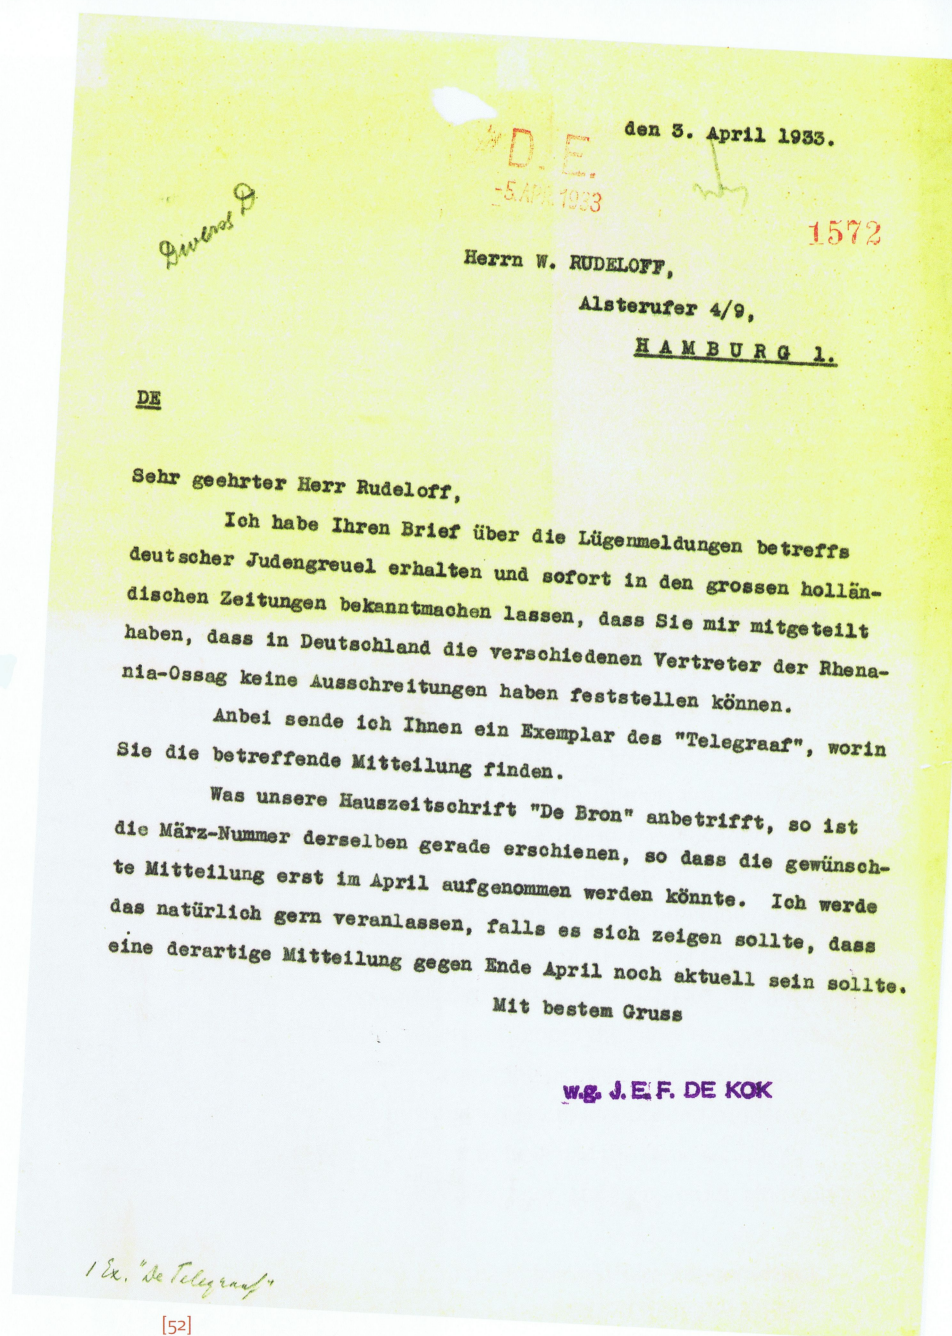 den 3. April 1933.
D.E.
-5.APR.1933
1572
Divers D
Herrn W. RUDELOFF,
Alsterufer 4/9,
HAMBURG 1.
DE
Sehr geehrter Herr Rudeloff,
Ich habe Ihren Brief über die Lügenmeldungen betreffs
deutscher Judengreuel erhalten und sofort in den grossen hollän-
dischen Zeitungen bekanntmachen lassen, dass Sie mir mitgeteilt
haben, dass in Deutschland die verschiedenen Vertreter der Rhena-
nia-Ossag keine Ausschreitungen haben feststellen können.
Anbei sende ich Ihnen ein Exemplar des "Telegraaf", worin
Sie die betreffende Mitteilung finden.
Was unsere Hauszeitschrift "De Bron" anbetrifft, so ist
die März-Nummer derselben gerade erschienen, so dass die gewünsch-
te Mitteilung erst im April aufgenommen werden könnte. Ich werde
das natürlich gern veranlassen, falls es sich zeigen sollte, dass
eine derartige Mitteilung gegen Ende April noch aktuell sein sollte.
Mit bestem Gruss
w.g. J.E.F. DE KOK
1 Ex. "De Telegraaf"
[52]